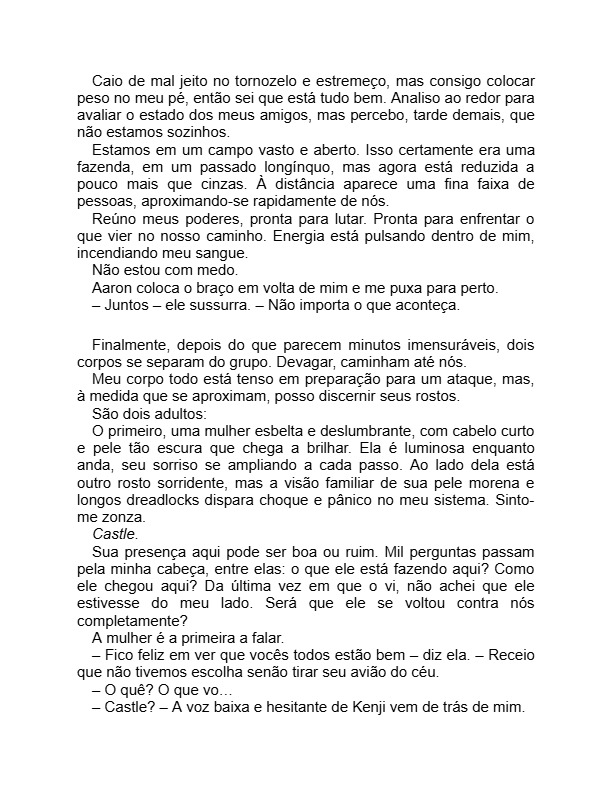 Caio de mal jeito no tornozelo e estremeço, mas consigo colocar
peso no meu pé, então sei que está tudo bem. Analiso ao redor para
avaliar o estado dos meus amigos, mas percebo, tarde demais, que
não estamos sozinhos.
Estamos em um campo vasto e aberto. Isso certamente era uma
fazenda, em um passado longínquo, mas agora está reduzida a
pouco mais que cinzas. À distância aparece uma fina faixa de
pessoas, aproximando-se rapidamente de nós.
Reúno meus poderes, pronta para lutar. Pronta para enfrentar o
que vier no nosso caminho. Energia está pulsando dentro de mim,
incendiando meu sangue.
Não estou com medo.
Aaron coloca o braço em volta de mim e me puxa para perto.
– Juntos – ele sussurra. – Não importa o que aconteça.
Finalmente, depois do que parecem minutos imensuráveis, dois
corpos se separam do grupo. Devagar, caminham até nós.
Meu corpo todo está tenso em preparação para um ataque, mas,
à medida que se aproximam, posso discernir seus rostos.
São dois adultos:
O primeiro, uma mulher esbelta e deslumbrante, com cabelo curto
e pele tão escura que chega a brilhar. Ela é luminosa enquanto
anda, seu sorriso se ampliando a cada passo. Ao lado dela está
outro rosto sorridente, mas a visão familiar de sua pele morena e
longos dreadlocks dispara choque e pânico no meu sistema. Sinto-
me zonza.
Castle.
Sua presença aqui pode ser boa ou ruim. Mil perguntas passam
pela minha cabeça, entre elas: o que ele está fazendo aqui? Como
ele chegou aqui? Da última vez em que o vi, não achei que ele
estivesse do meu lado. Será que ele se voltou contra nós
completamente?
A mulher é a primeira a falar.
– Fico feliz em ver que vocês todos estão bem – diz ela. – Receio
que não tivemos escolha senão tirar seu avião do céu.
– O quê? O que vo…
– Castle? – A voz baixa e hesitante de Kenji vem de trás de mim.